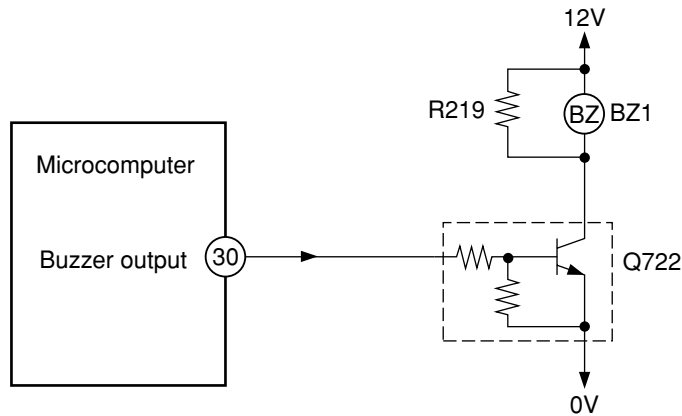 12V
R219
BZ
BZ1
Microcomputer
Buzzer output
30
Q722
0V